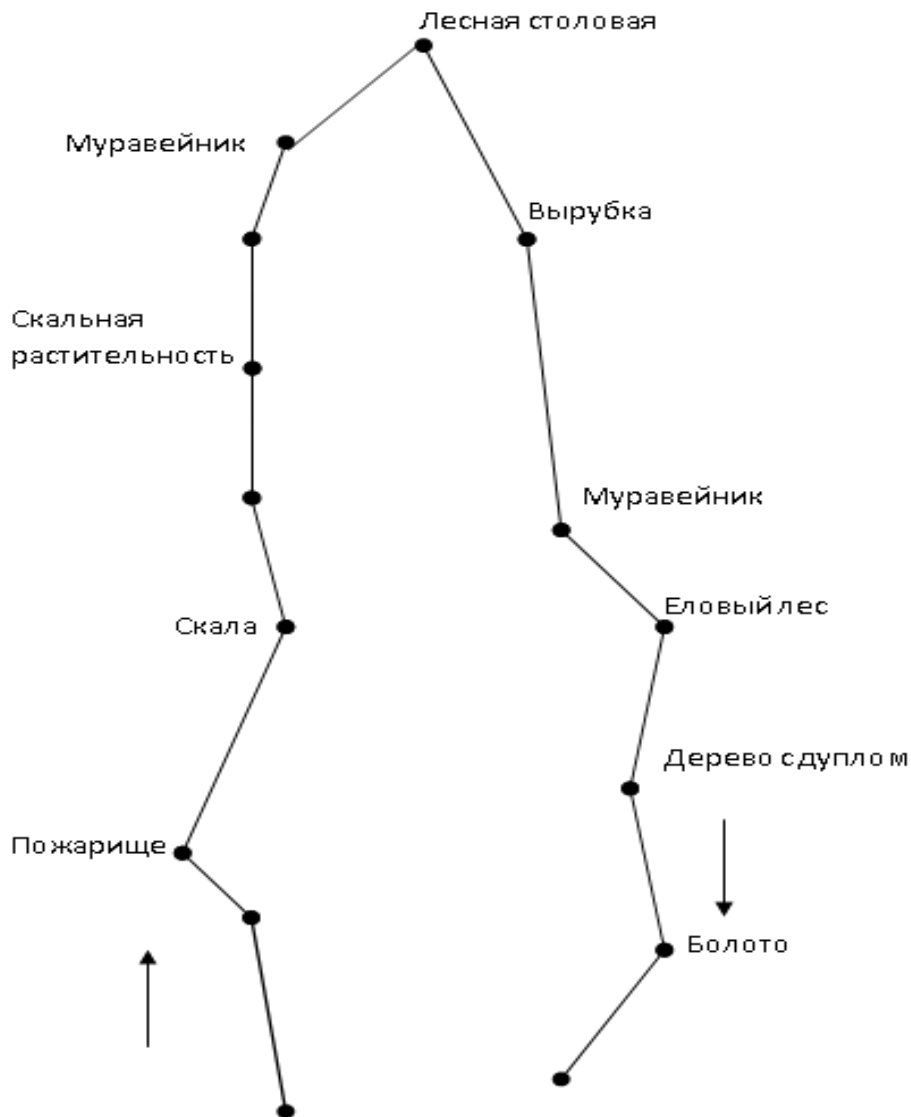 Лесная столовая
Муравейник
Вырубка
Скальная
растительность
Муравейник
Еловый лес
Скала
Дерево с дуплом
Пожарище
Болото